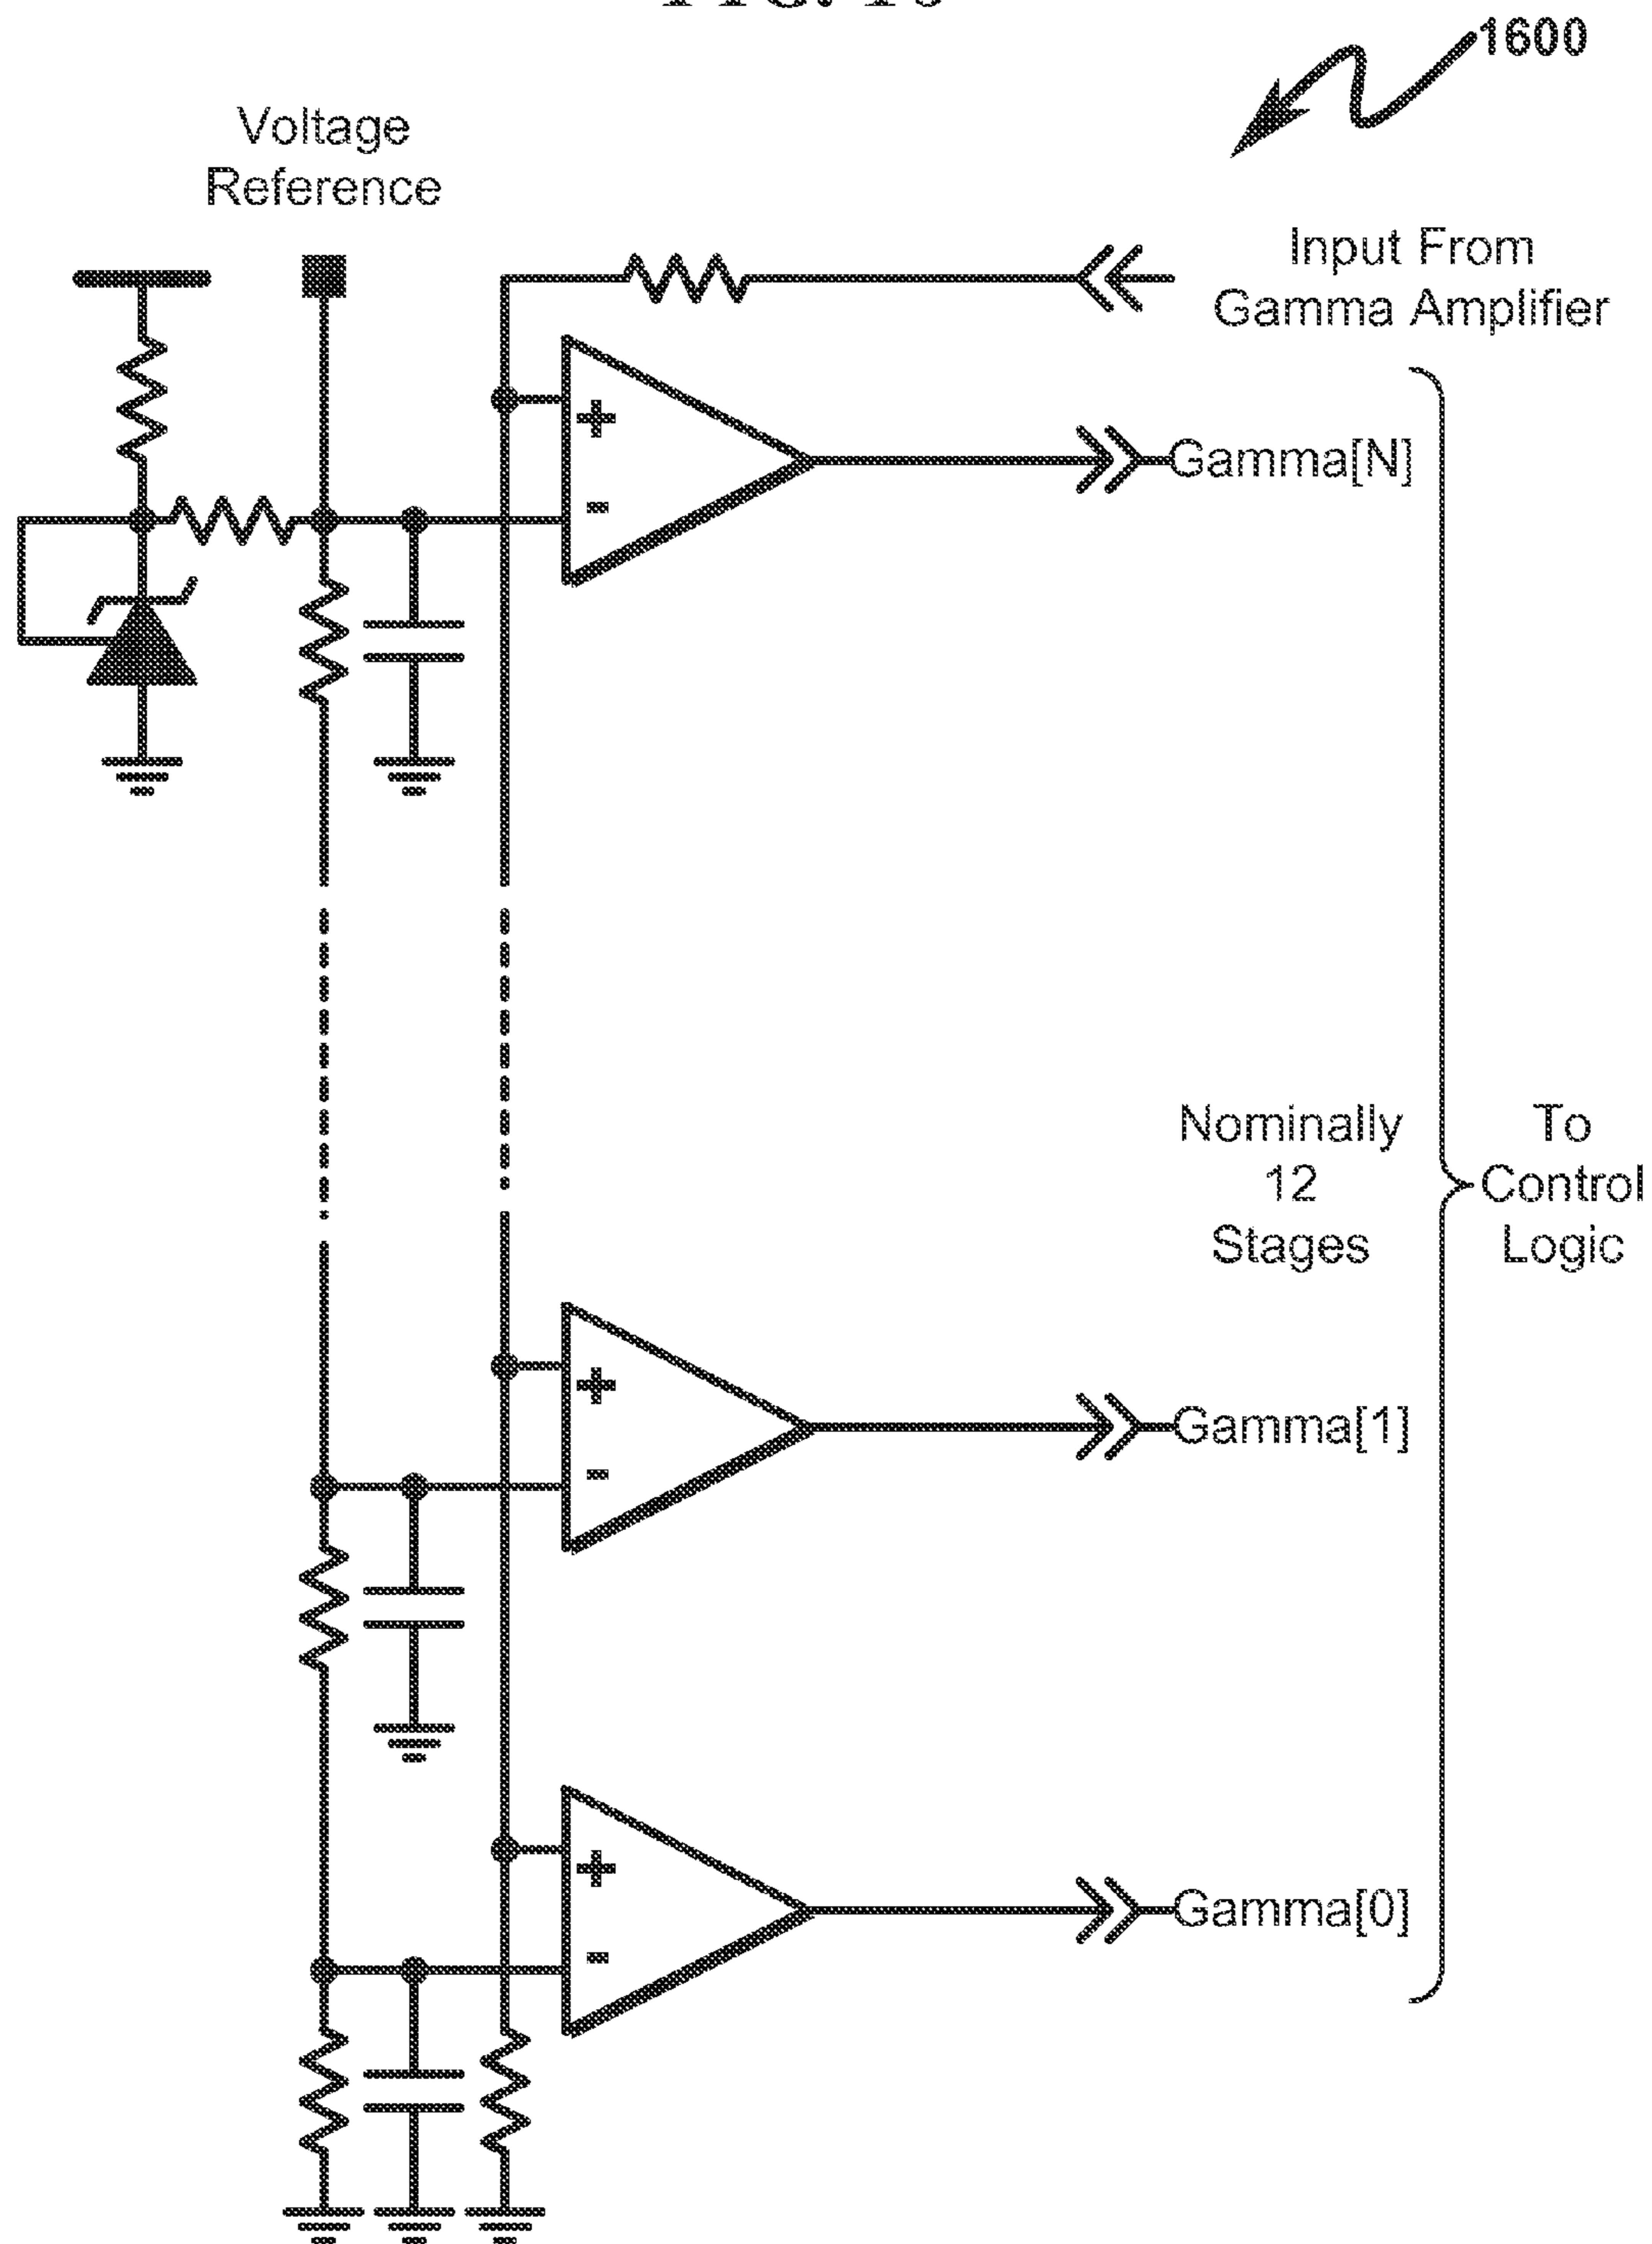 1600
Voltage
Reference
Input From
Gamma Amplifier
+
-
Gamma[N]
Nominally
12
Stages
To
Control
Logic
+
-
Gamma[1]
+
-
Gamma[0]